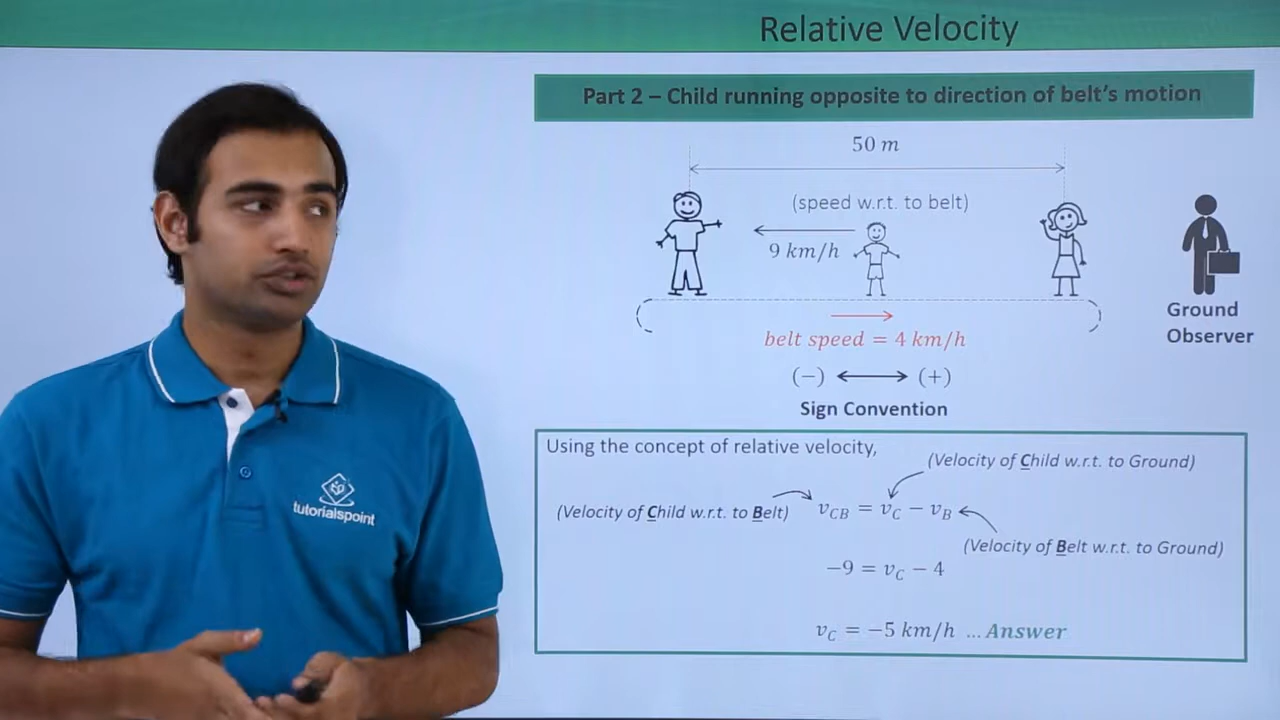 Relative Velocity
Part 2 – Child running opposite to direction of belt's motion
50 m
(speed w.r.t. to belt)
9 km/h
belt speed = 4 km/h
(−) (+)
Sign Convention
Ground
Observer
Using the concept of relative velocity,
(Velocity of Child w.r.t. to Ground)
(Velocity of Child w.r.t. to Belt) v_CB = v_C − v_B
(Velocity of Belt w.r.t. to Ground)
−9 = v_C − 4
v_C = −5 km/h ... Answer
tutorialspoint